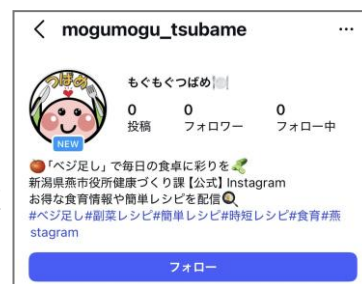 mogumogu_tsubame
つばめ
NEW
もぐもぐつばめ🍽️
0 0 0
投稿 フォロワー フォロー中
🍅「ベジ足し」で毎日の食卓に彩りを🥬
新潟県燕市役所健康づくり課【公式】Instagram
お得な食育情報や簡単レシピを配信🔍
#ベジ足し#副菜レシピ#簡単レシピ#時短レシピ#食育#燕
stagram
フォロー